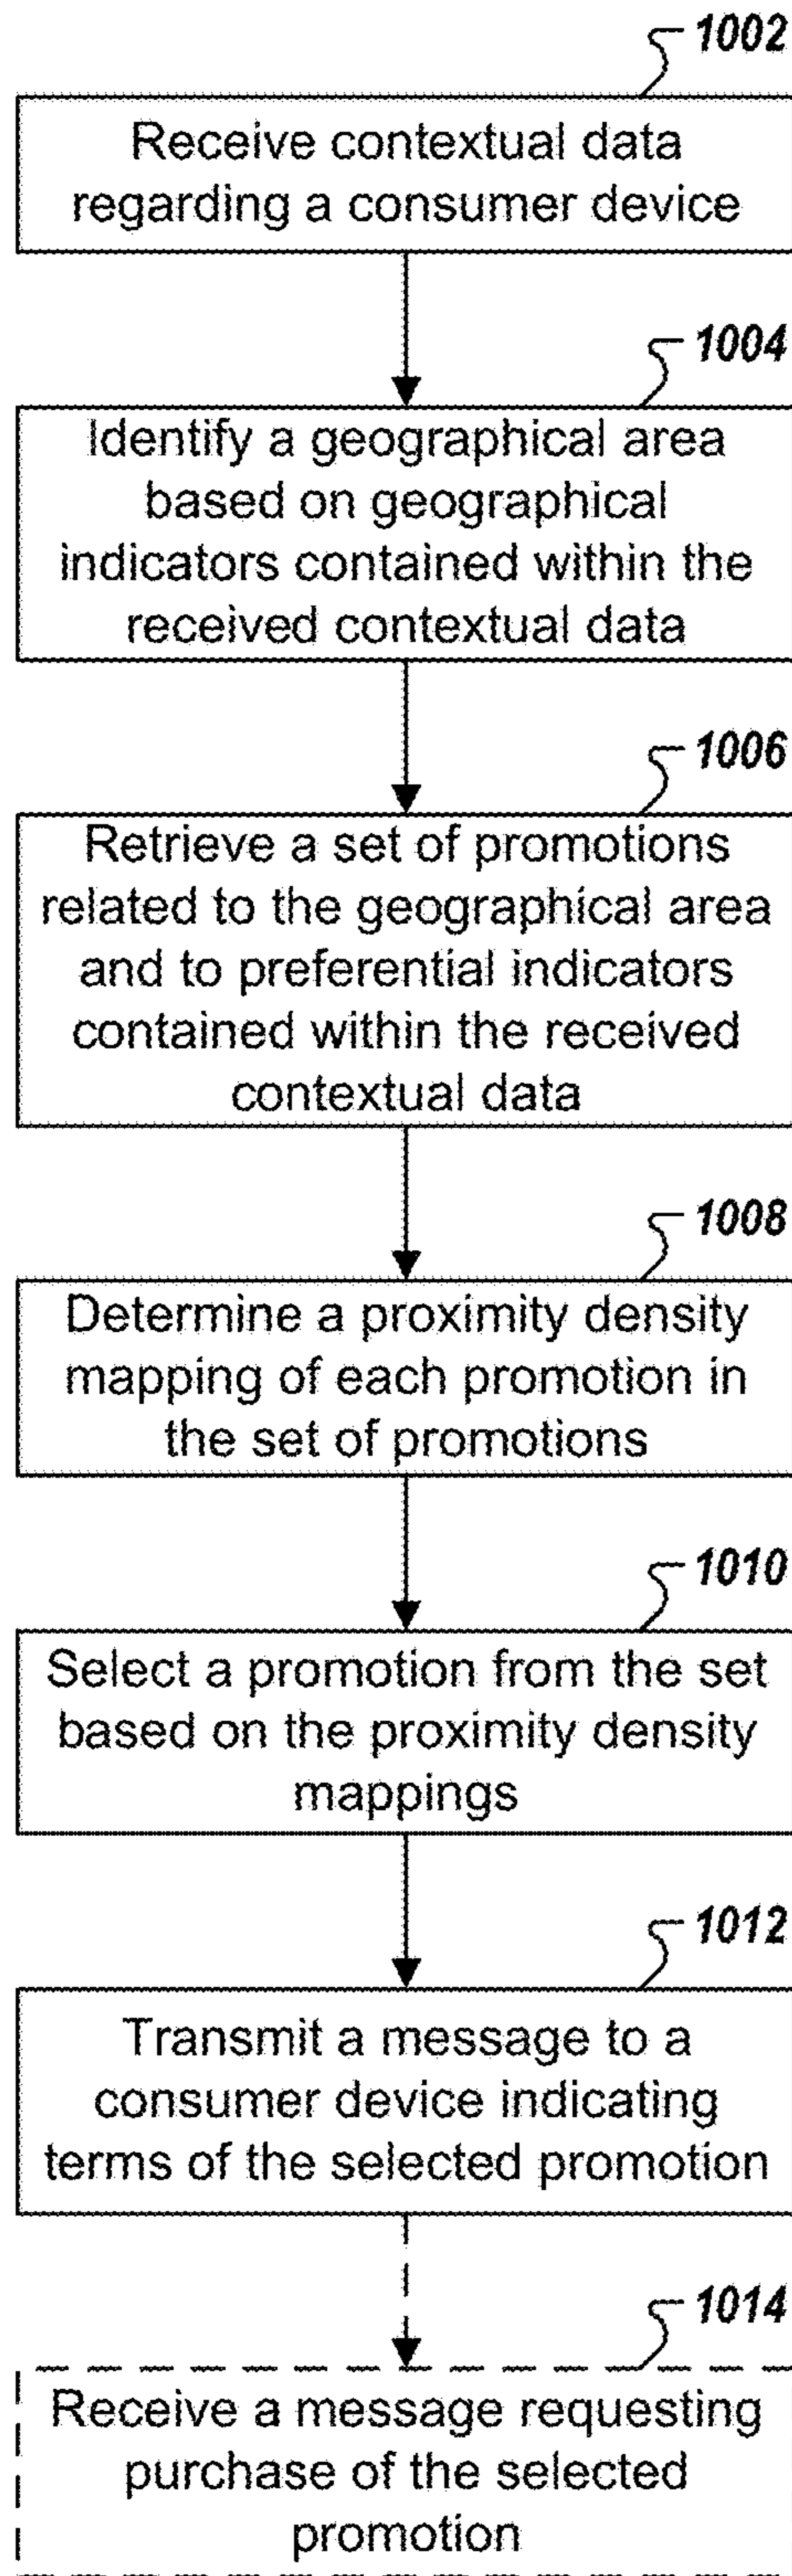 1002
Receive contextual data
regarding a consumer device
1004
Identify a geographical area
based on geographical
indicators contained within the
received contextual data
1006
Retrieve a set of promotions
related to the geographical area
and to preferential indicators
contained within the received
contextual data
1008
Determine a proximity density
mapping of each promotion in
the set of promotions
1010
Select a promotion from the set
based on the proximity density
mappings
1012
Transmit a message to a
consumer device indicating
terms of the selected promotion
1014
Receive a message requesting
purchase of the selected
promotion